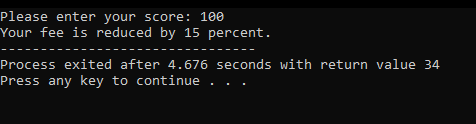 Please enter your score: 100
Your fee is reduced by 15 percent.
--------------------------------
Process exited after 4.676 seconds with return value 34
Press any key to continue . . .